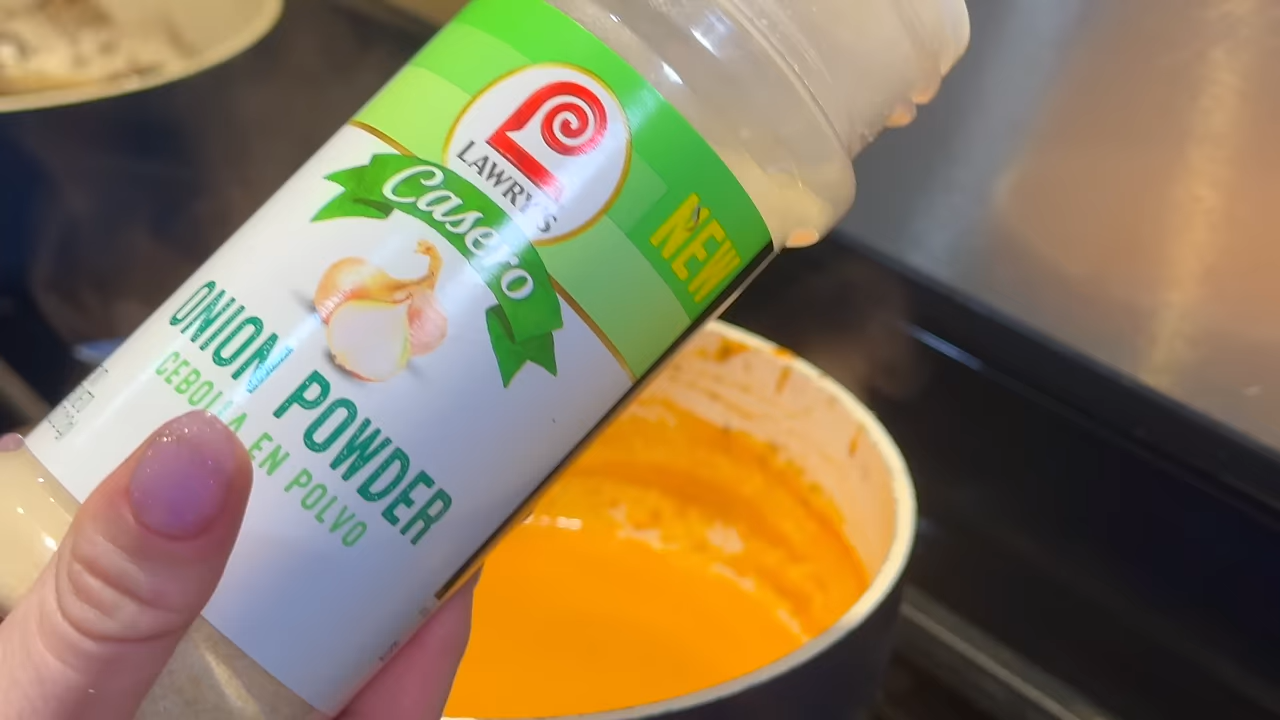 LAWRY'S
Casero
NEW
ONION POWDER
CEBOLLA EN POLVO